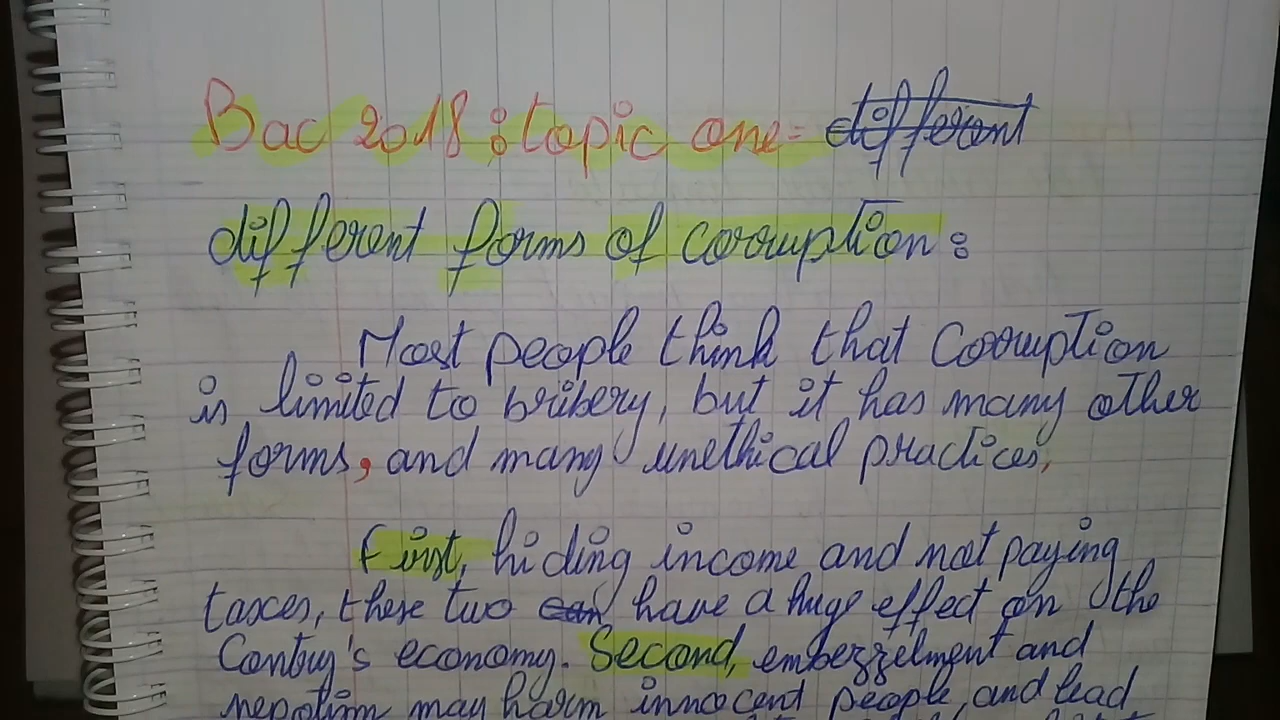 Bac 2018 : topic one = different
different forms of corruption :
Most people think that Corruption
is limited to bribery, but it has many other
forms, and many unethical practices,
First, hiding income and not paying
taxes, these two can have a huge effect on the
Contry's economy. Second, embezzelment and
nepotism may harm innocent people, and lead